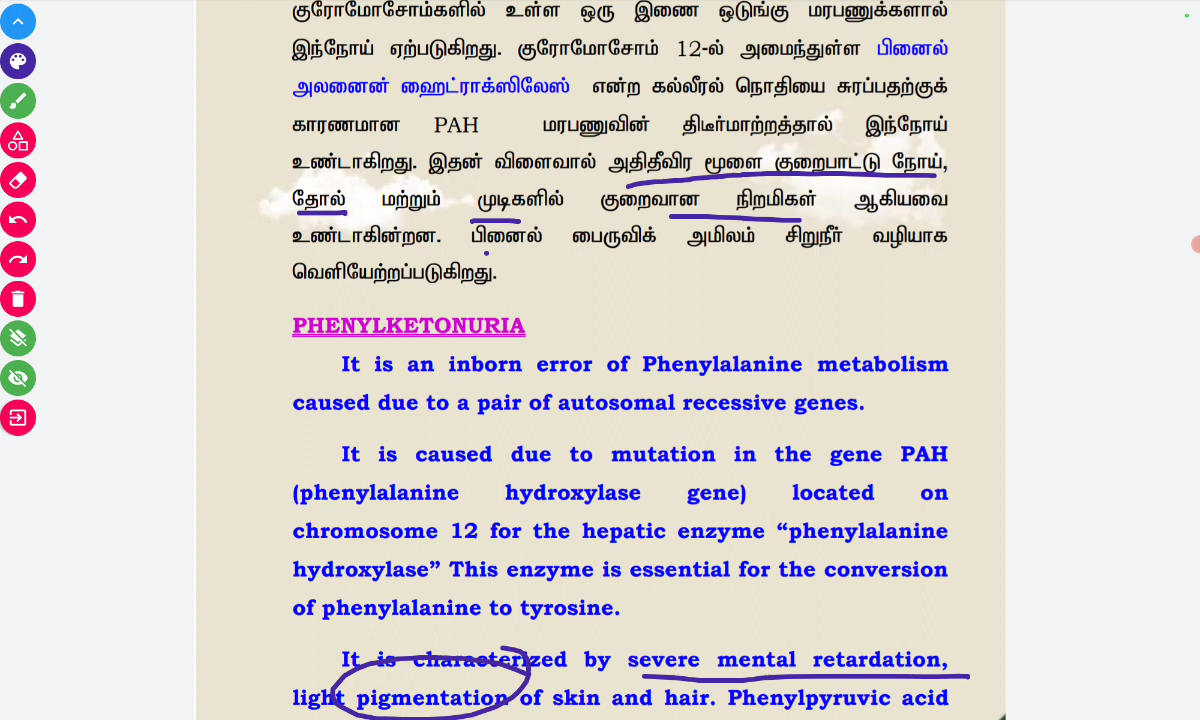 குரோமோசோம்களில் உள்ள ஒரு இணை ஒடுங்கு மரபணுக்களால்
இந்நோய் ஏற்படுகிறது. குரோமோசோம் 12-ல் அமைந்துள்ள பினைல்
அலனைன் ஹைட்ராக்ஸிலேஸ் என்ற கல்லீரல் நொதியை சுரப்பதற்குக்
காரணமான PAH மரபணுவின் திடீர்மாற்றத்தால் இந்நோய்
உண்டாகிறது. இதன் விளைவால் அதிதீவிர மூளை குறைபாட்டு நோய்,
தோல் மற்றும் முடிகளில் குறைவான நிறமிகள் ஆகியவை
உண்டாகின்றன. பினைல் பைருவிக் அமிலம் சிறுநீர் வழியாக
வெளியேற்றப்படுகிறது.
PHENYLKETONURIA
It is an inborn error of Phenylalanine metabolism
caused due to a pair of autosomal recessive genes.
It is caused due to mutation in the gene PAH
(phenylalanine hydroxylase gene) located on
chromosome 12 for the hepatic enzyme “phenylalanine
hydroxylase” This enzyme is essential for the conversion
of phenylalanine to tyrosine.
It is characterized by severe mental retardation,
light pigmentation of skin and hair. Phenylpyruvic acid